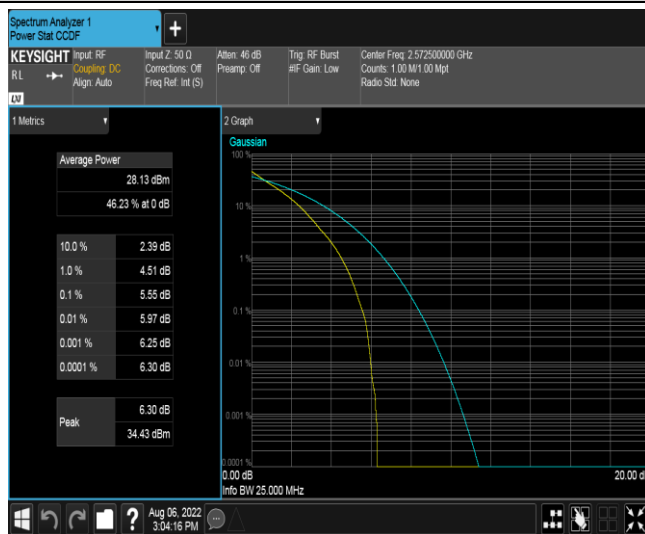 Spectrum Analyzer 1
Power Stat CCDF
KEYSIGHT
RL
LXI
Input: RF
Coupling: DC
Align: Auto
Input Z: 50 Ω
Corrections: Off
Freq Ref: Int (S)
Atten: 46 dB
Preamp: Off
Trig: RF Burst
#IF Gain: Low
Center Freq: 2.572500000 GHz
Counts: 1.00 M/1.00 Mpt
Radio Std: None
1 Metrics
Average Power
28.13 dBm
46.23 % at 0 dB
10.0 % 2.39 dB
1.0 % 4.51 dB
0.1 % 5.55 dB
0.01 % 5.97 dB
0.001 % 6.25 dB
0.0001 % 6.30 dB
Peak
6.30 dB
34.43 dBm
2 Graph
Gaussian
100 %
10 %
1 %
0.1 %
0.01 %
0.001 %
0.0001 %
0.00 dB
20.00 d
Info BW 25.000 MHz
?
Aug 06, 2022
3:04:16 PM